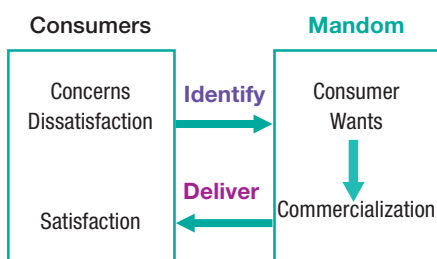 Consumers
Mandom
Concerns
Dissatisfaction
Identify
Consumer
Wants
Deliver
Satisfaction
Commercialization